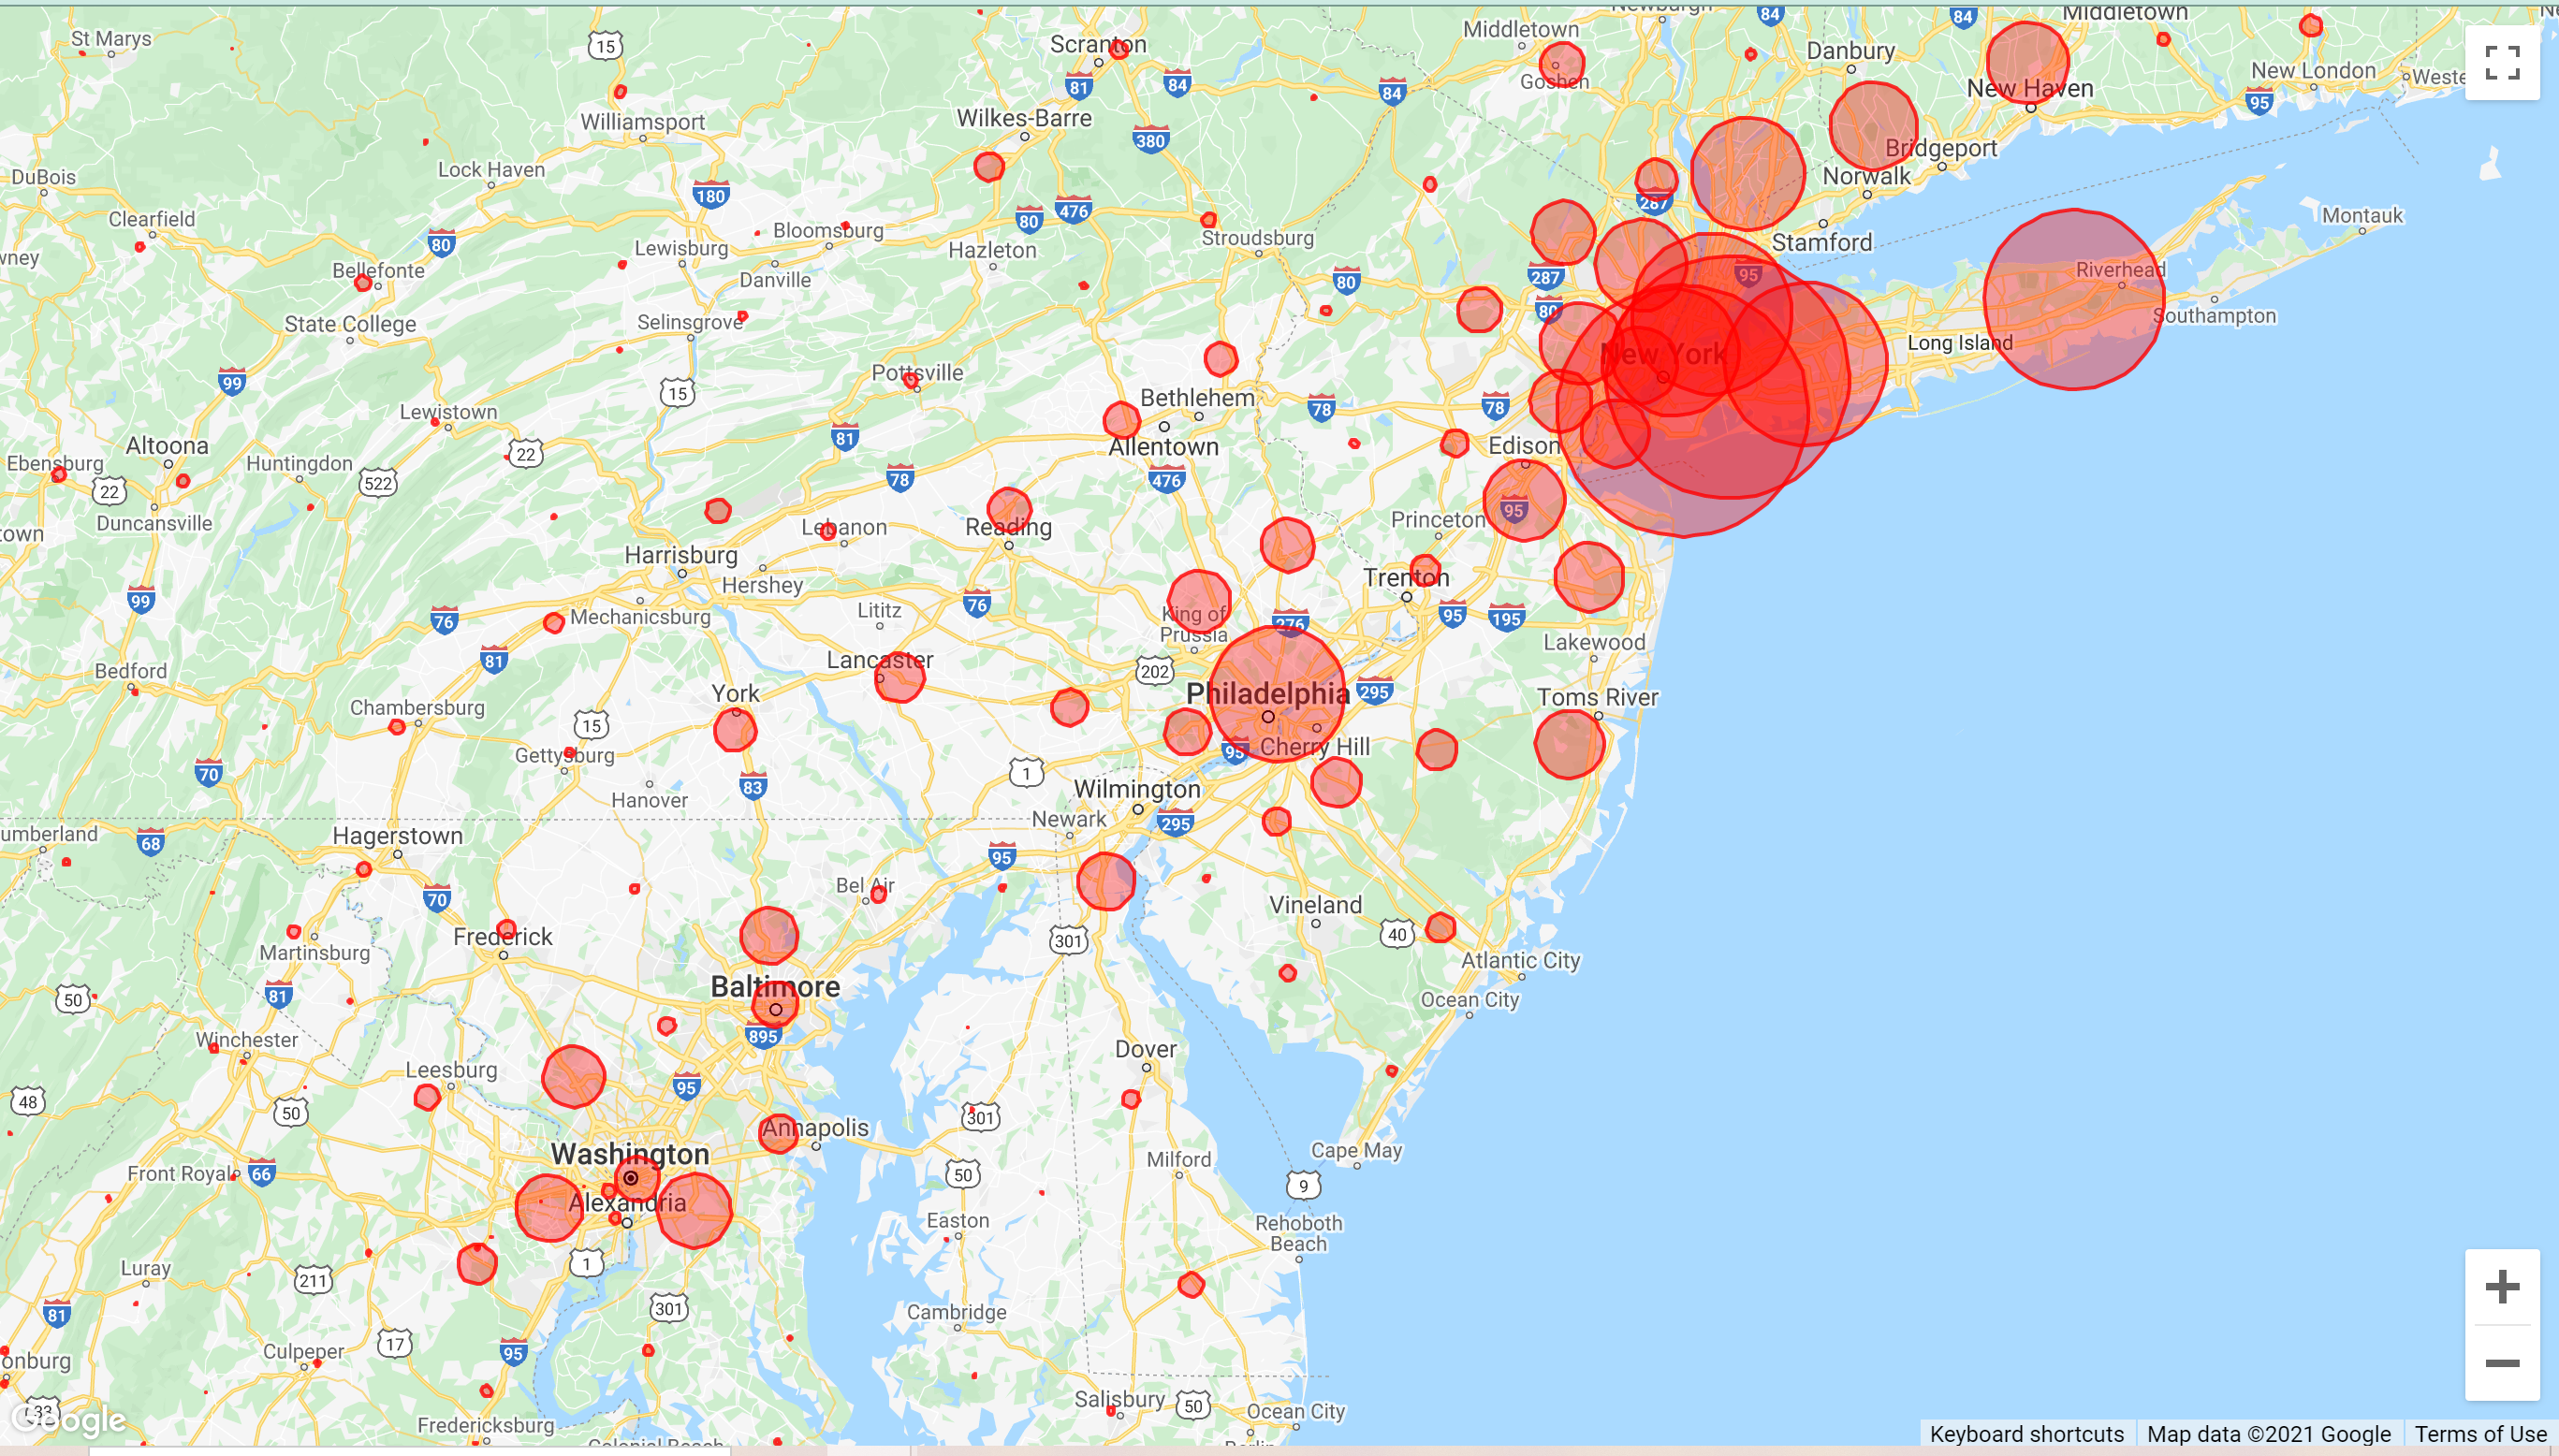 Newburgh
84
84
Middletown
St Marys
15
Scranton
Middletown
Danbury
81
84
84
Goshen
New London
Weste
New Haven
95
Williamsport
Wilkes-Barre
380
Bridgeport
Lock Haven
DuBois
180
Norwalk
287
476
80
Clearfield
80
Montauk
Bloomsburg
Stroudsburg
Stamford
Lewisburg
Hazleton
wney
Bellefonte
Danville
80
287
95
Riverhead
80
State College
Selinsgrove
Southampton
Long Island
New York
99
15
Pottsville
Bethlehem
78
78
Lewistown
81
Altoona
22
Allentown
Edison
Ebensburg
Huntingdon
522
22
78
476
Duncansville
Lebanon
Reading
Princeton
95
town
Harrisburg
Hershey
Trenton
99
76
Mechanicsburg
Lititz
76
King of
Prussia
276
95
195
Lakewood
81
Lancaster
202
Bedford
York
Philadelphia
295
Toms River
Chambersburg
15
Gettysburg
95
Cherry Hill
70
83
1
Hanover
Wilmington
umberland
68
Hagerstown
Newark
295
95
70
Bel Air
Vineland
Frederick
301
40
Martinsburg
Atlantic City
50
81
Baltimore
Ocean City
895
Winchester
Dover
Leesburg
95
48
50
301
Annapolis
Washington
Cape May
Front Royal
66
50
Milford
9
Alexandria
Easton
Rehoboth
Beach
1
Luray
211
301
81
Cambridge
17
Culpeper
95
onburg
33
Google
Salisbury
50
Ocean City
Fredericksburg
Colonial Beach
Berlin
Keyboard shortcuts
Map data ©2021 Google
Terms of Use